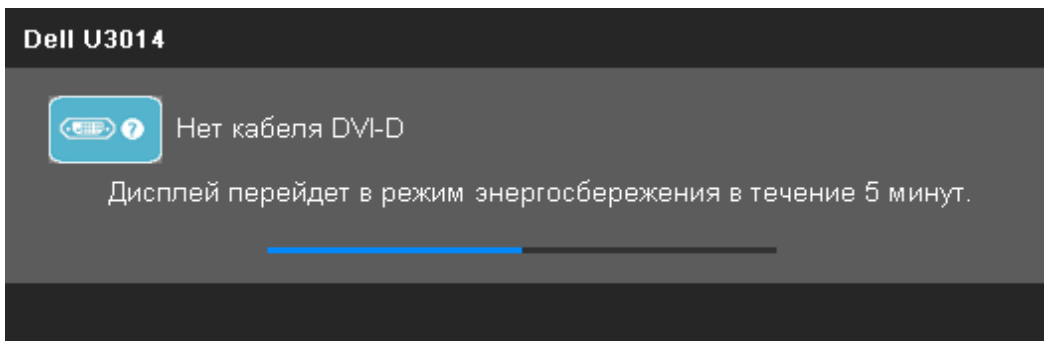 Dell U3014
Нет кабеля DVI-D
Дисплей перейдет в режим энергосбережения в течение 5 минут.